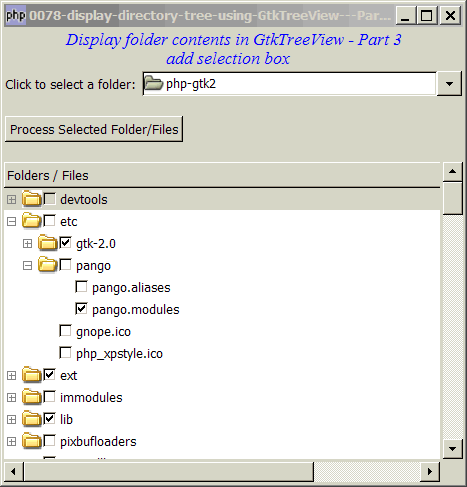 php 0078-display-directory-tree-using-GtkTreeView---Par...
Display folder contents in GtkTreeView - Part 3
add selection box
Click to select a folder: php-gtk2
Process Selected Folder/Files
Folders / Files
devtools
etc
gtk-2.0
pango
pango.aliases
pango.modules
gnope.ico
php_xpstyle.ico
ext
immodules
lib
pixbufloaders